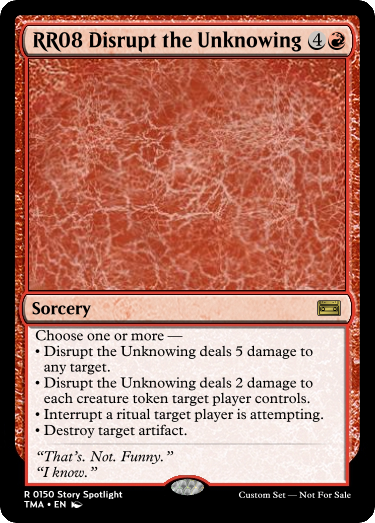 RR08 Disrupt the Unknowing 4
Sorcery
Choose one or more —
• Disrupt the Unknowing deals 5 damage to
any target.
• Disrupt the Unknowing deals 2 damage to
each creature token target player controls.
• Interrupt a ritual target player is attempting.
• Destroy target artifact.
“That's. Not. Funny.”
“I know.”
R 0150 Story Spotlight
TMA • EN
Custom Set — Not For Sale